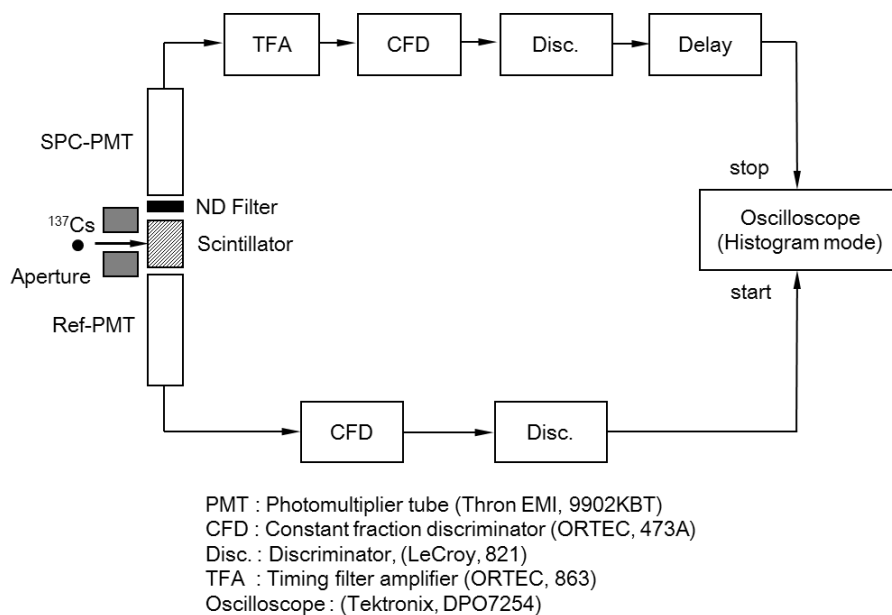 TFA
CFD
Disc.
Delay
SPC-PMT
stop
ND Filter
¹³⁷Cs
Scintillator
Oscilloscope
(Histogram mode)
Aperture
start
Ref-PMT
CFD
Disc.
PMT : Photomultiplier tube (Thron EMI, 9902KBT)
CFD : Constant fraction discriminator (ORTEC, 473A)
Disc. : Discriminator, (LeCroy, 821)
TFA : Timing filter amplifier (ORTEC, 863)
Oscilloscope : (Tektronix, DPO7254)